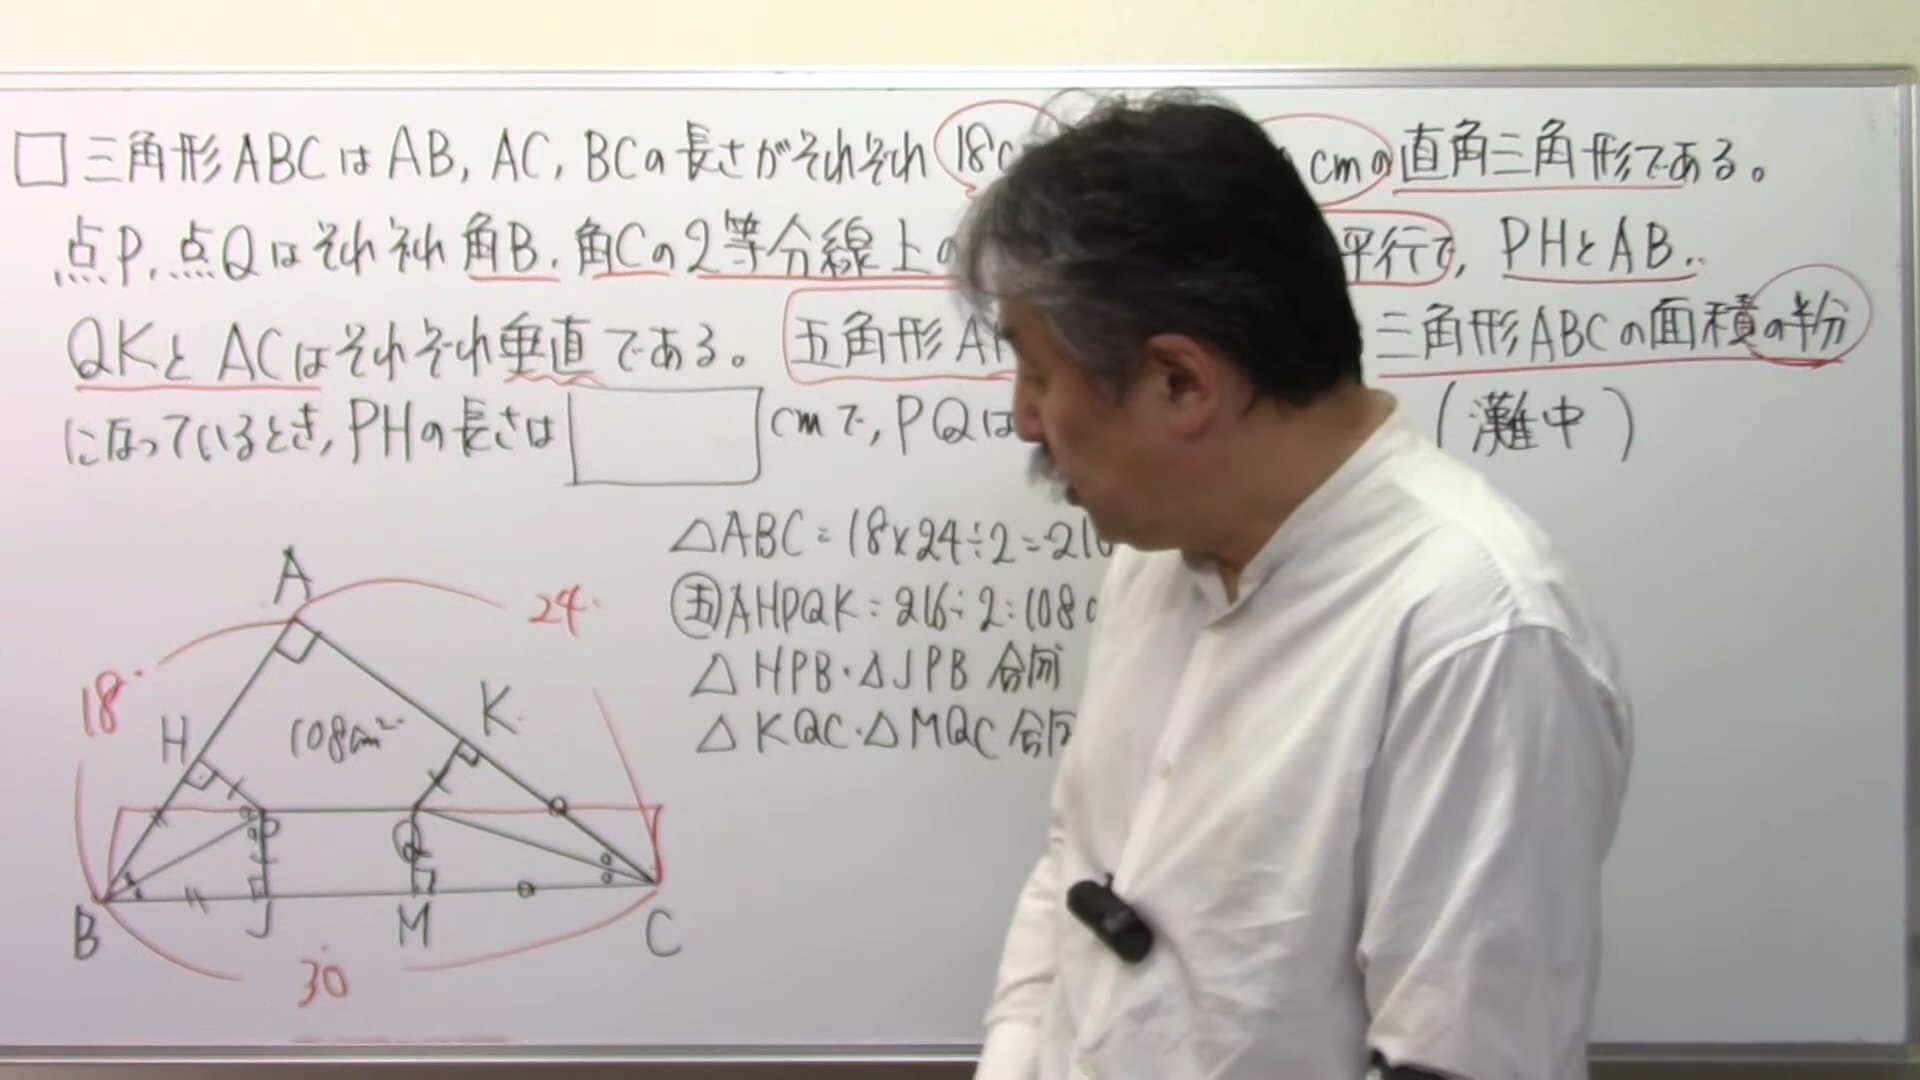 □三角形ABCはAB, AC, BCの長さがそれぞれ18c cmの直角三角形である。
点P,点Qはそれぞれ角B,角Cの2等分線上の 平行で, PHとAB,
QKとACはそれぞれ垂直である。五角形AH 三角形ABCの面積の半分
になっているとき, PHの長さは cmで, PQは (灘中)
△ABC=18×24÷2=216
㊄AHPQK=216÷2=108
△HPB・△JPB 合同
△KQC・△MQC 合同
A
24
18
H
108cm²
K
P
Q
B
J
M
C
30